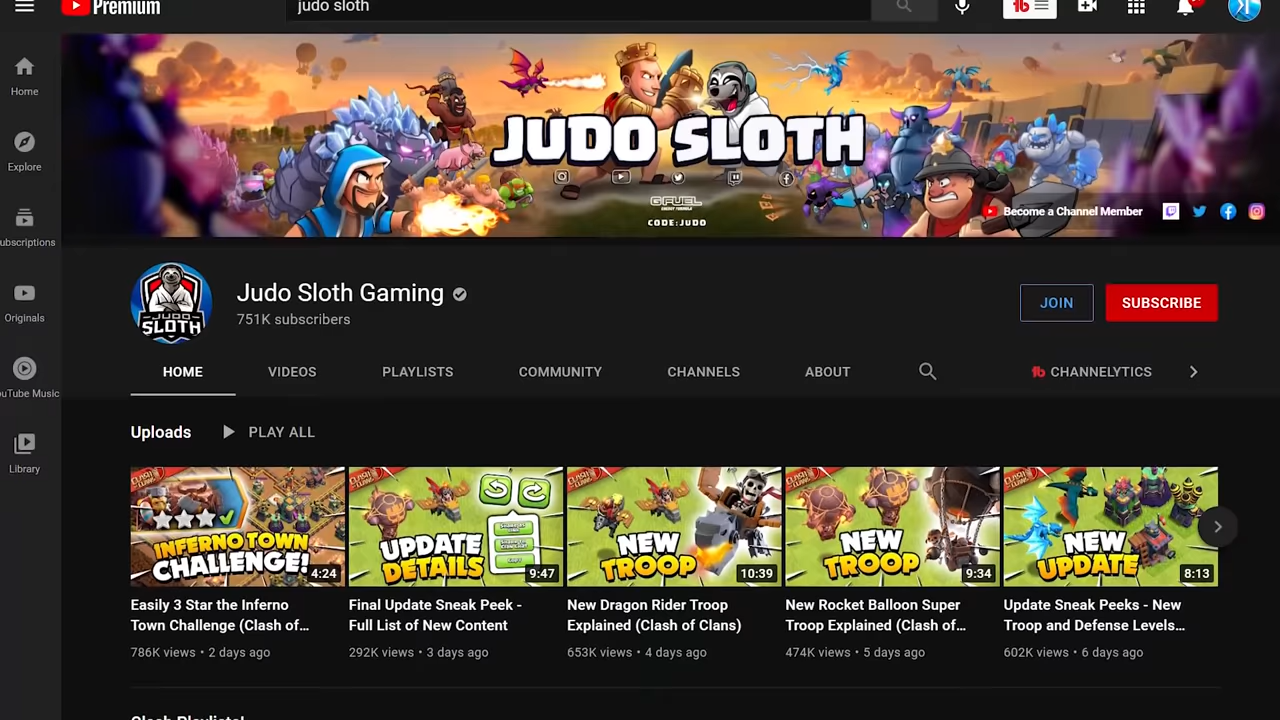 Premium
judo sloth
Home
Explore
ubscriptions
Originals
ouTube Music
Library
JUDO SLOTH
G FUEL
ENERGY FORMULA
CODE:JUDO
Become a Channel Member
JUDO
SLOTH
Judo Sloth Gaming
751K subscribers
JOIN
SUBSCRIBE
HOME
VIDEOS
PLAYLISTS
COMMUNITY
CHANNELS
ABOUT
CHANNELYTICS
Uploads
PLAY ALL
INFERNO TOWN
CHALLENGE!
4:24
UPDATE
DETAILS
9:47
NEW
TROOP
10:39
NEW
TROOP
9:34
NEW
UPDATE
8:13
Easily 3 Star the Inferno
Town Challenge (Clash of...
786K views • 2 days ago
Final Update Sneak Peek -
Full List of New Content
292K views • 3 days ago
New Dragon Rider Troop
Explained (Clash of Clans)
653K views • 4 days ago
New Rocket Balloon Super
Troop Explained (Clash of...
474K views • 5 days ago
Update Sneak Peeks - New
Troop and Defense Levels...
602K views • 6 days ago
Clash Playlists!